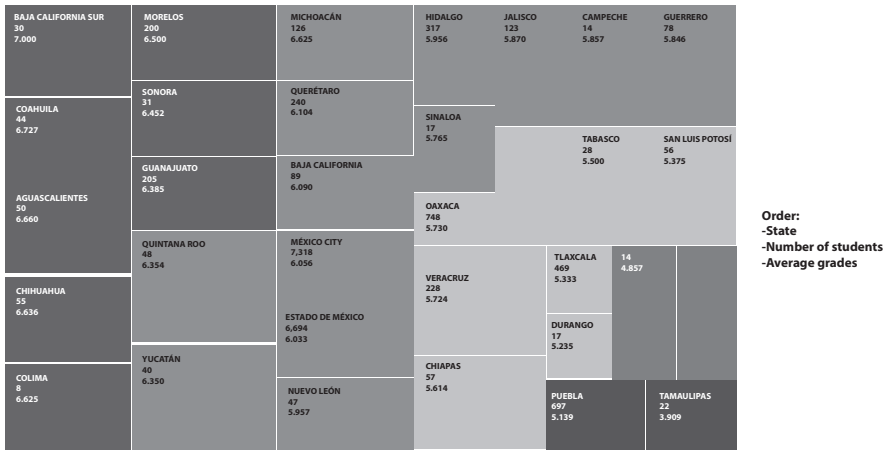 BAJA CALIFORNIA SUR
30
7.000
COAHUILA
44
6.727
AGUASCALIENTES
50
6.660
CHIHUAHUA
55
6.636
COLIMA
8
6.625
MORELOS
200
6.500
SONORA
31
6.452
GUANAJUATO
205
6.385
QUINTANA ROO
48
6.354
YUCATÁN
40
6.350
MICHOACÁN
126
6.625
QUERÉTARO
240
6.104
BAJA CALIFORNIA
89
6.090
MÉXICO CITY
7,318
6.056
ESTADO DE MÉXICO
6,694
6.033
NUEVO LEÓN
47
5.957
HIDALGO
317
5.956
JALISCO
123
5.870
CAMPECHE
14
5.857
GUERRERO
78
5.846
SINALOA
17
5.765
OAXACA
748
5.730
TABASCO
28
5.500
SAN LUIS POTOSÍ
56
5.375
VERACRUZ
228
5.724
CHIAPAS
57
5.614
TLAXCALA
469
5.333
DURANGO
17
5.235
14
4.857
PUEBLA
697
5.139
TAMAULIPAS
22
3.909
Order:
-State
-Number of students
-Average grades